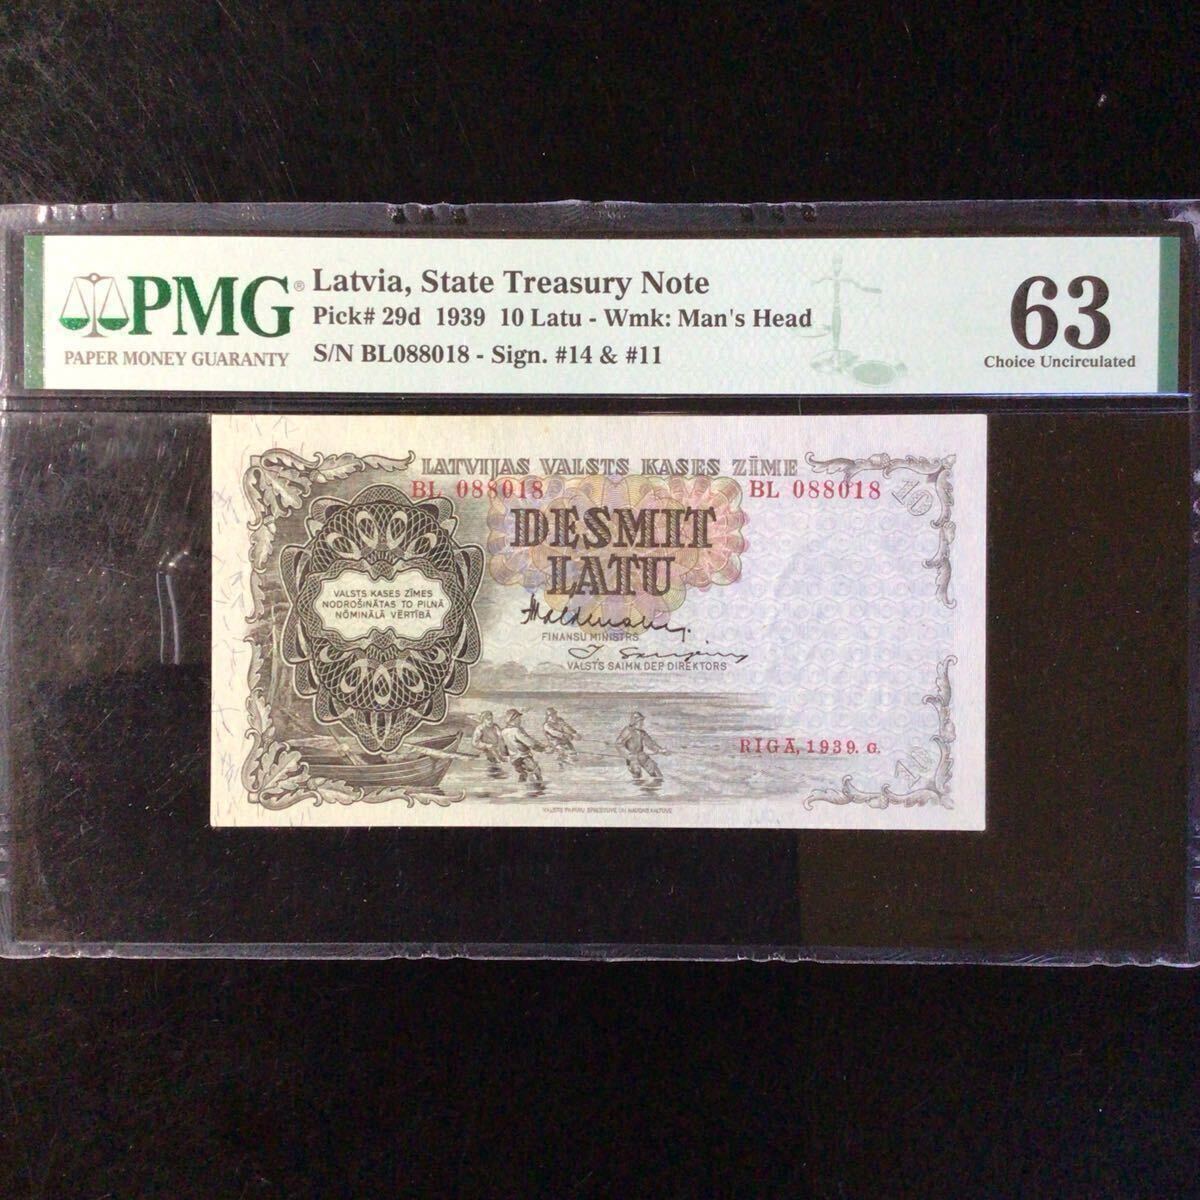 PMG®
PAPER MONEY GUARANTY
Latvia, State Treasury Note
Pick# 29d 1939 10 Latu - Wmk: Man's Head
S/N BL088018 - Sign. #14 & #11
63
Choice Uncirculated
LATVIJAS VALSTS KASES ZĪME
BL 088018 BL 088018
10
DESMIT
LATU
VALSTS KASES ZĪMES
NODROŠINĀTAS TO PILNĀ
NŌMINĀLĀ VĒRTĪBĀ
FINANSU MINISTRS
VALSTS SAIMN. DEP. DIREKTORS
RĪGĀ, 1939. G.
10